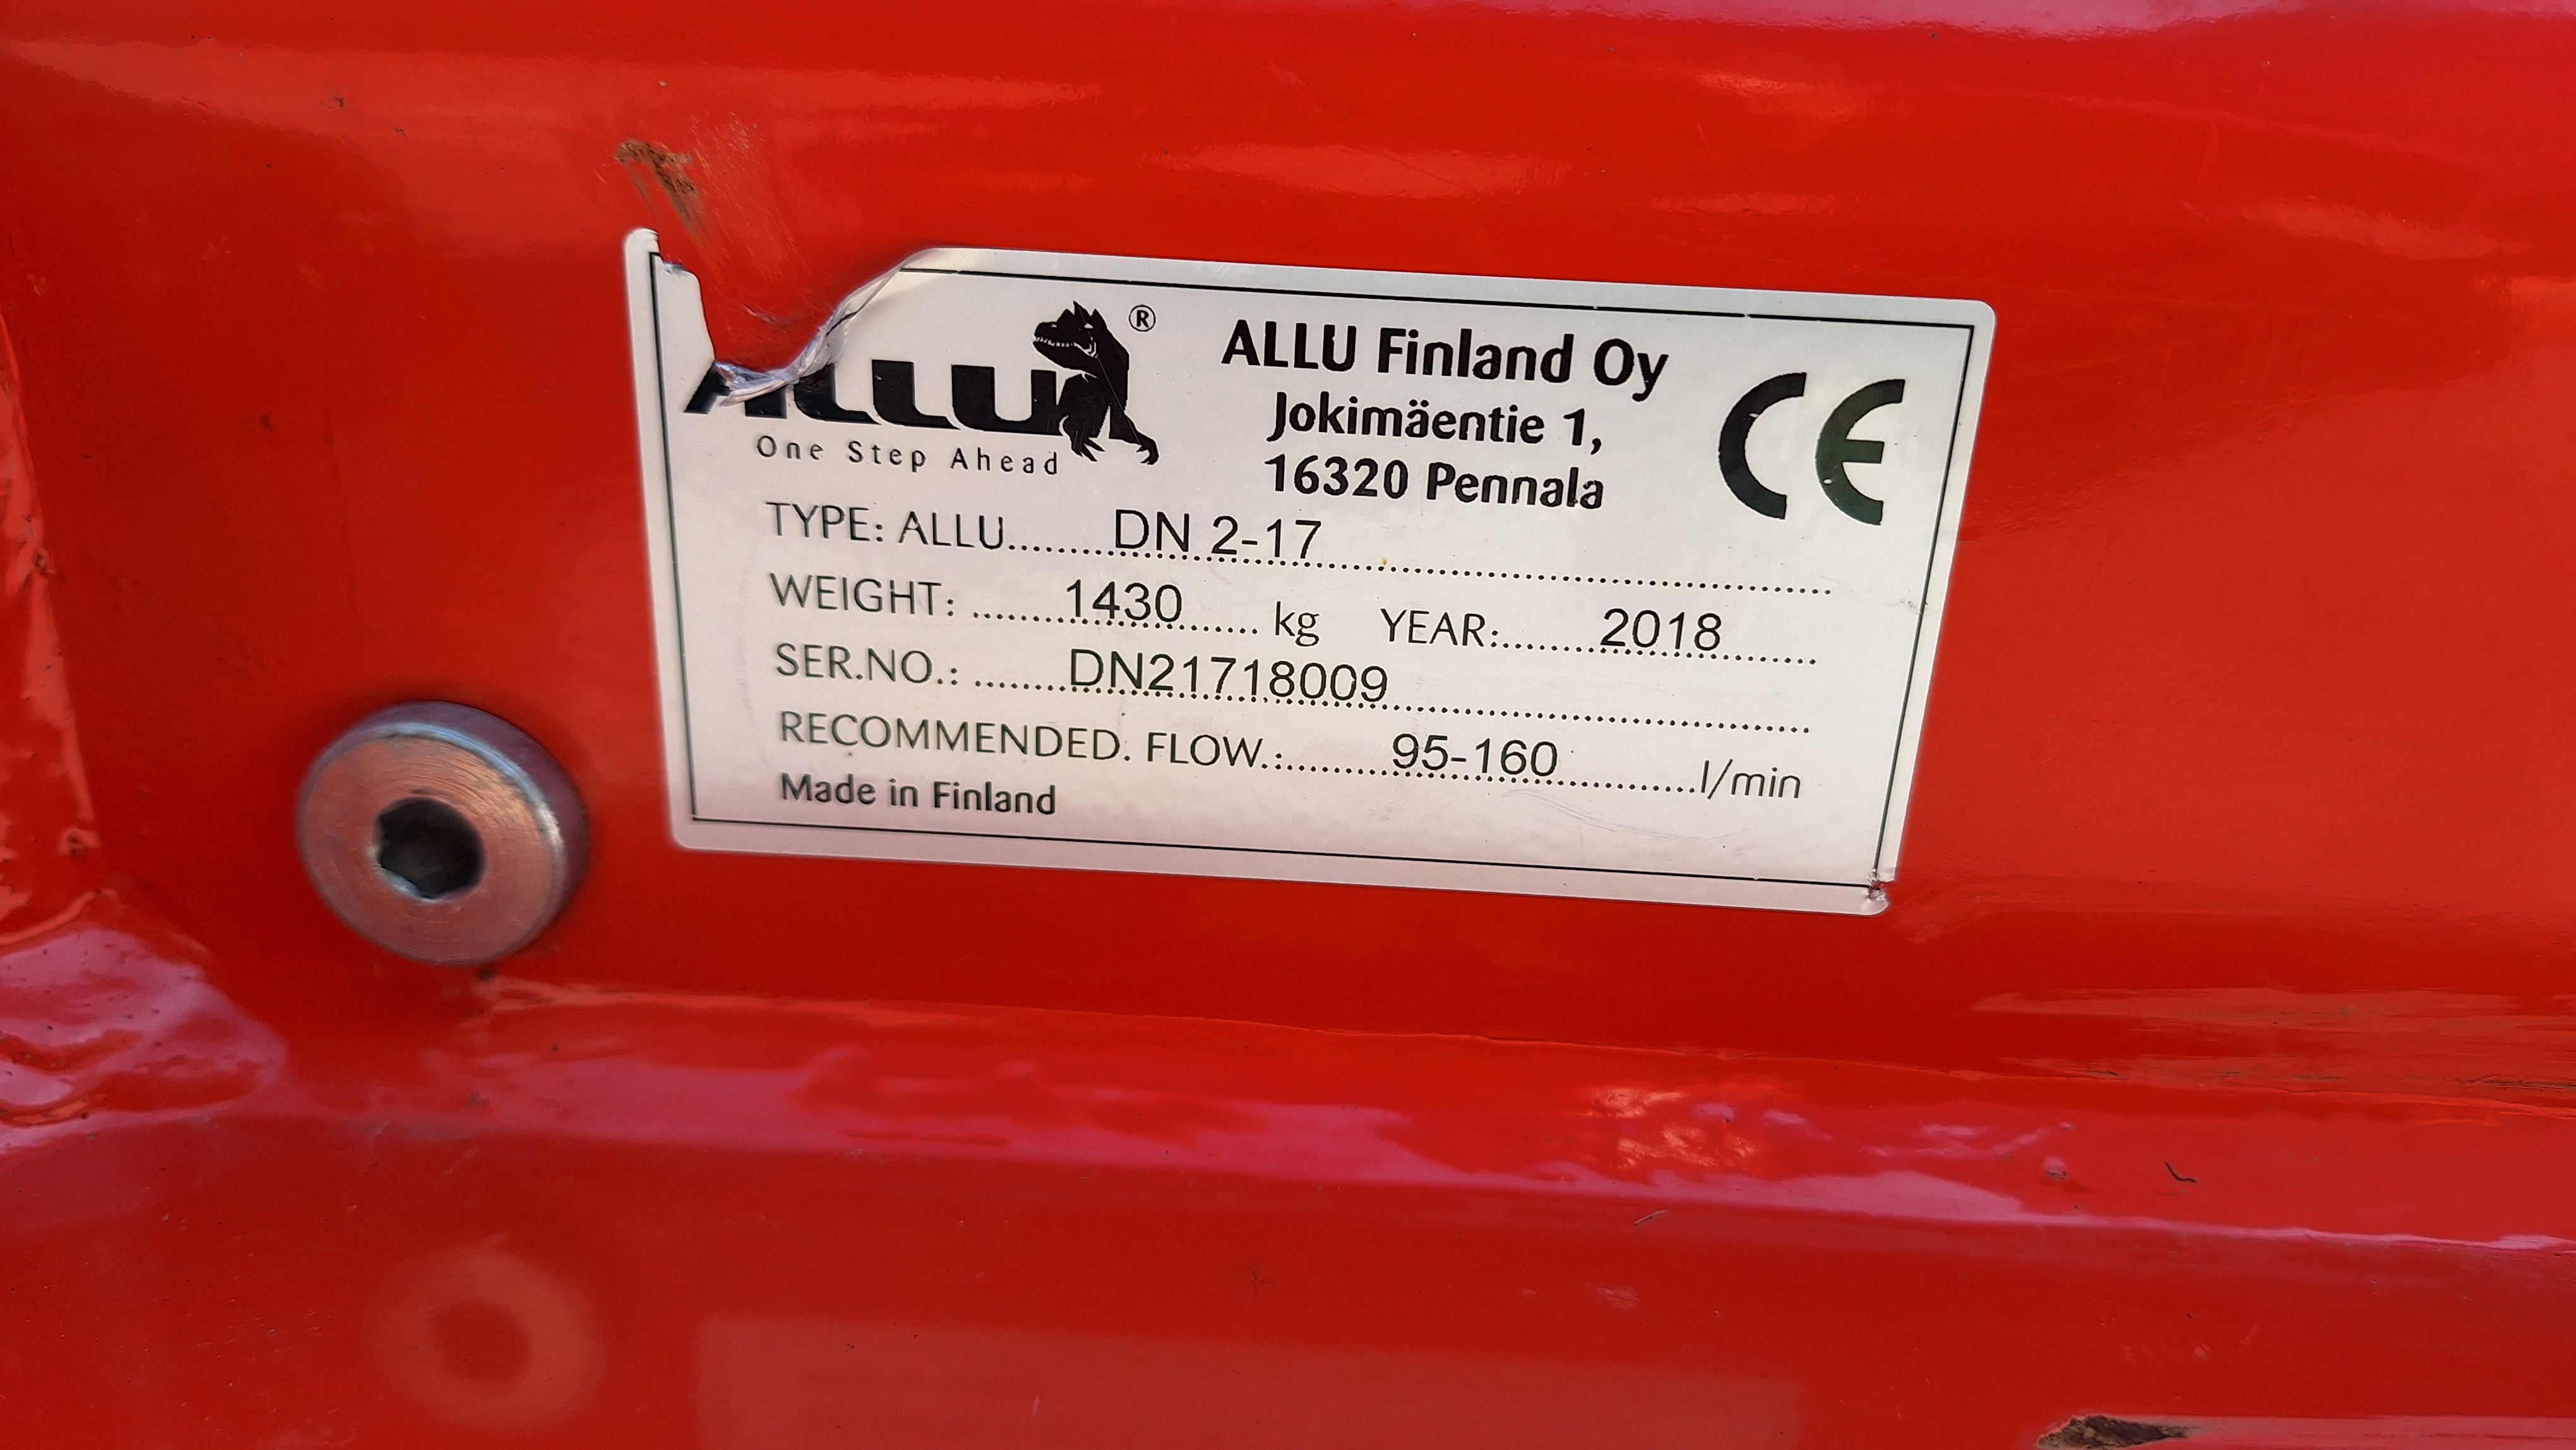 ALLU ®
One Step Ahead
ALLU Finland Oy
Jokimäentie 1,
16320 Pennala
CE
TYPE: ALLU.......... DN 2-17
WEIGHT: .......1430....... kg YEAR:.......2018.......
SER.NO.: .......DN21718009.......
RECOMMENDED. FLOW.:.......95-160.......l/min
Made in Finland